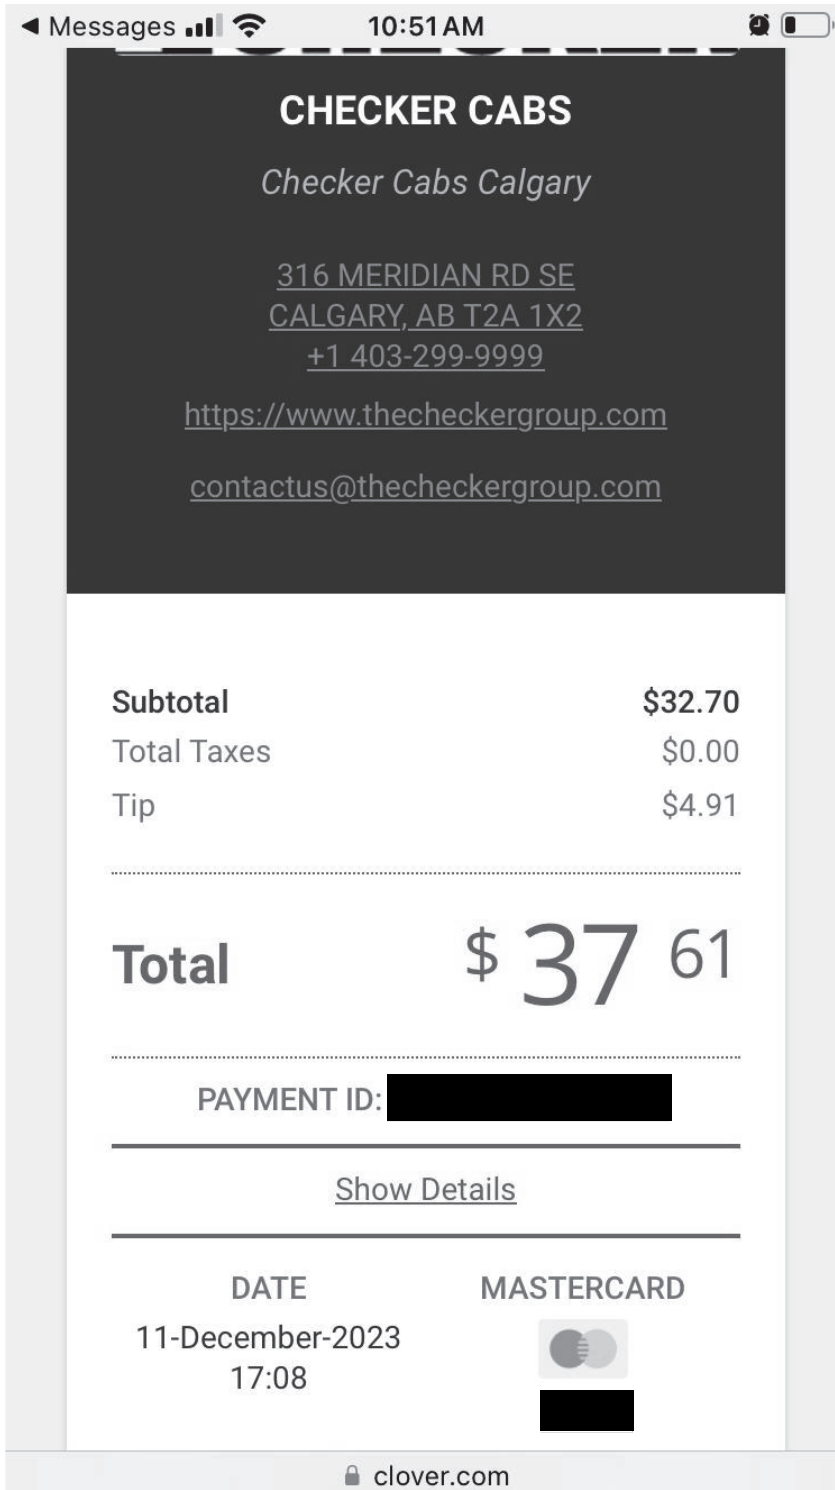 ◀ Messages 10:51 AM
CHECKER CABS
Checker Cabs Calgary
316 MERIDIAN RD SE
CALGARY, AB T2A 1X2
+1 403-299-9999
https://www.thecheckergroup.com
contactus@thecheckergroup.com
Subtotal $32.70
Total Taxes $0.00
Tip $4.91
Total $ 37 61
PAYMENT ID:
Show Details
DATE MASTERCARD
11-December-2023
17:08
clover.com